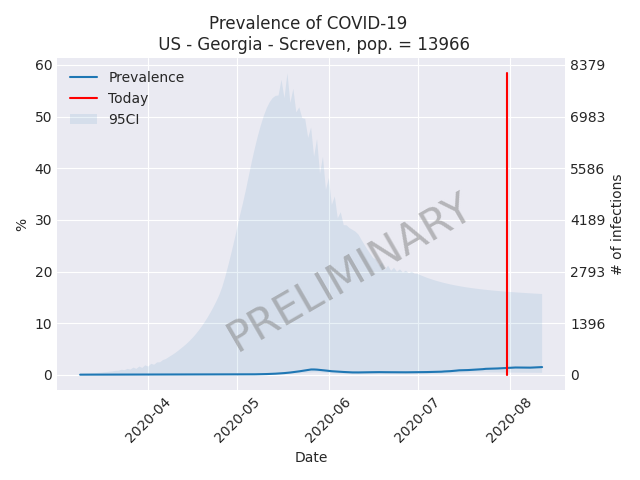 Prevalence of COVID-19
US - Georgia - Screven, pop. = 13966
Prevalence
Today
95CI
60
50
40
30
20
10
0
%
8379
6983
5586
4189
2793
1396
0
# of infections
PRELIMINARY
2020-04
2020-05
2020-06
2020-07
2020-08
Date